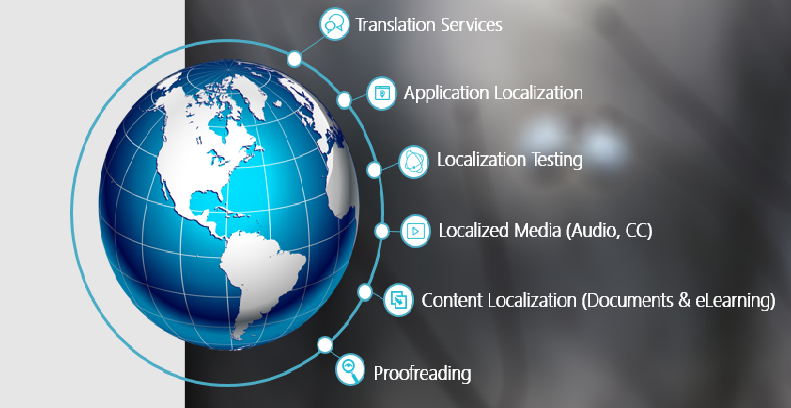 Translation Services
Application Localization
Localization Testing
Localized Media (Audio, CC)
Content Localization (Documents & eLearning)
Proofreading